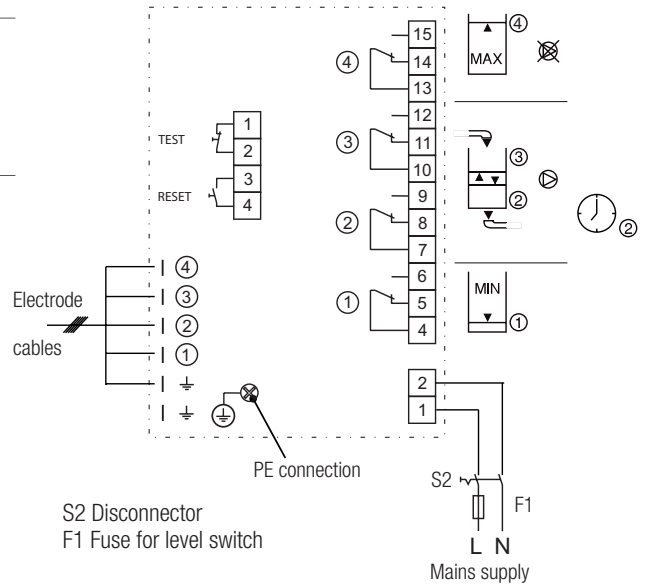 15
④ 14 MAX ④
13
12
TEST 1
③ 11 ③
2
10
3
RESET 4
9
② 8 ②
②
7
6
④
① 5 MIN
Electrode ③
4 ①
cables ②
①
2
1
PE connection
S2
F1
S2 Disconnector
F1 Fuse for level switch
L N
Mains supply